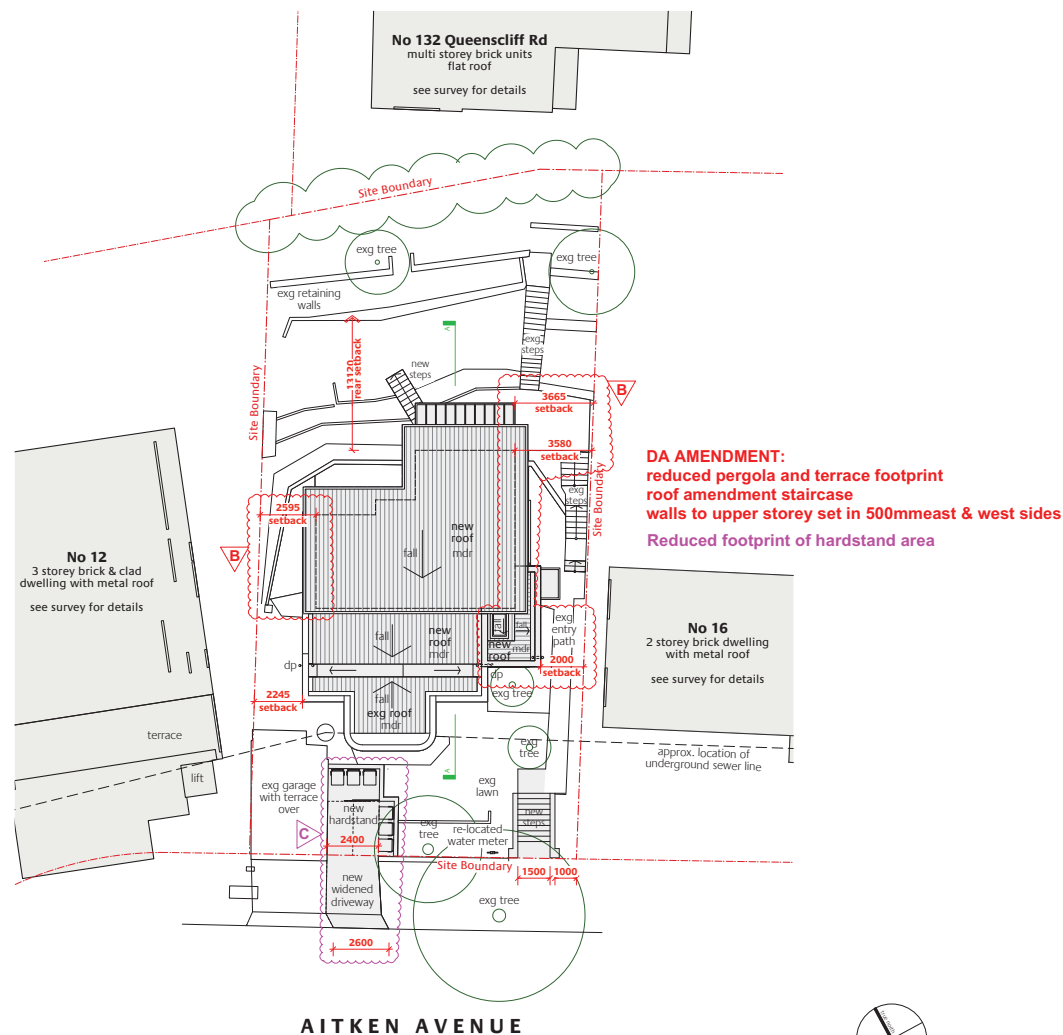 No 132 Queenscliff Rd
multi storey brick units
flat roof
see survey for details
Site Boundary
exg tree
exg tree
exg retaining
walls
exg
steps
new
steps
13120
rear setback
Site Boundary
3665
setback
B
3580
setback
DA AMENDMENT:
reduced pergola and terrace footprint
roof amendment staircase
walls to upper storey set in 500mmeast & west sides
Reduced footprint of hardstand area
exg
steps
Site Boundary
2595
setback
B
new
roof
mdr
fall
No 12
3 storey brick & clad
dwelling with metal roof
see survey for details
No 16
2 storey brick dwelling
with metal roof
see survey for details
exg
entry
path
fall
new
roof
mdr
fall
fall
new
roof
mdr
2000
setback
dp
dp
exg tree
2245
setback
fall
exg roof
mdr
terrace
lift
exg
tree
approx. location of
underground sewer line
exg garage
with terrace
over
exg
lawn
new
hardstand
C
2400
exg
tree
re-located
water meter
new
steps
Site Boundary
1500
1000
new
widened
driveway
exg tree
2600
AITKEN AVENUE